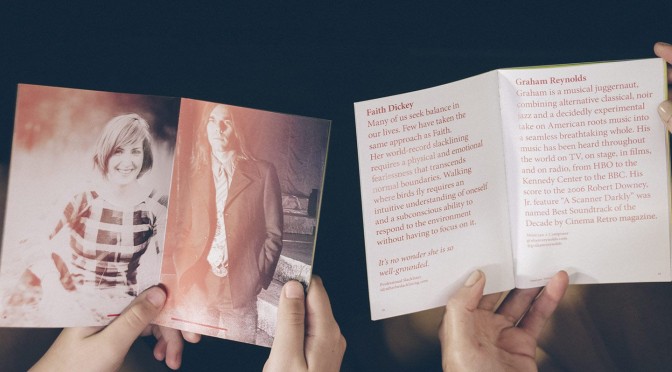 Faith Dickey
Many of us seek balance in
our lives. Few have taken the
same approach as Faith.
Her world-record slacklining
requires a physical and emotional
fearlessness that transcends
normal boundaries. Walking
where birds fly requires an
intuitive understanding of oneself
and a subconscious ability to
respond to the environment
without having to focus on it.
It's no wonder she is so
well-grounded.
Graham Reynolds
Graham is a musical juggernaut,
combining alternative classical, noir
jazz and a decidedly experimental
take on American roots music into
a seamless breathtaking whole. His
music has been heard throughout
the world on TV, on stage, in films,
and on radio, from HBO to the
Kennedy Center to the BBC. His
score to the 2006 Robert Downey,
Jr. feature "A Scanner Darkly" was
named Best Soundtrack of the
Decade by Cinema Retro magazine.